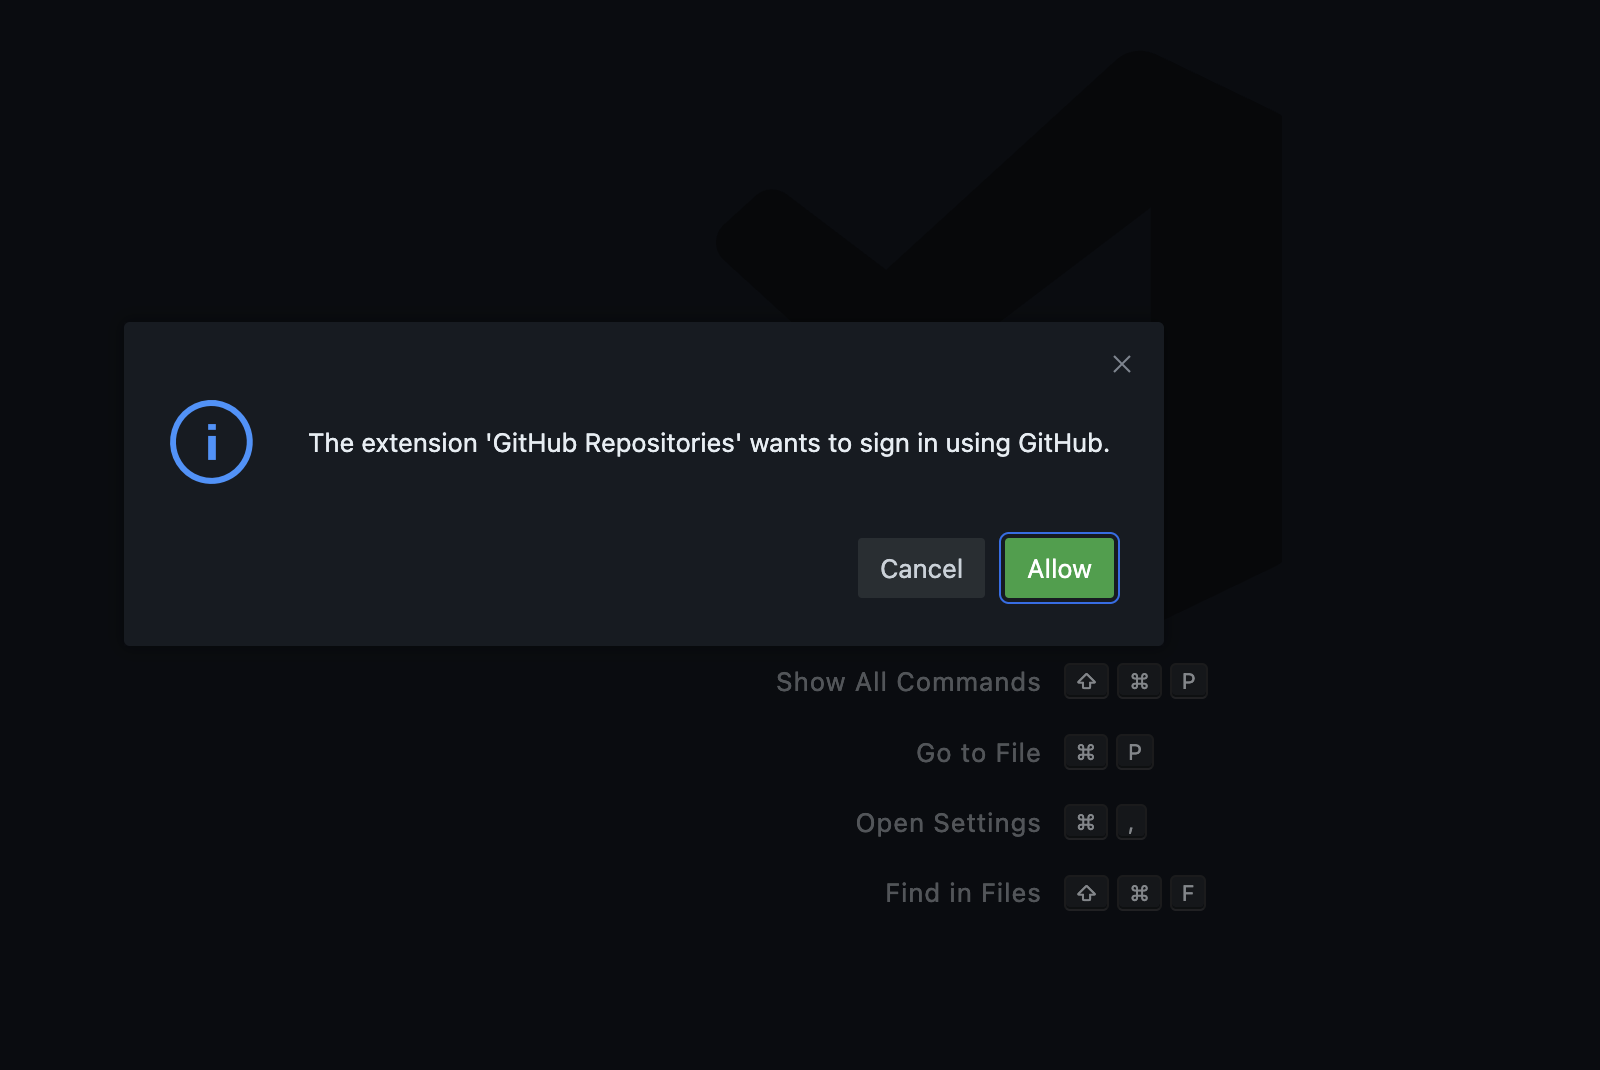 The extension 'GitHub Repositories' wants to sign in using GitHub.
Cancel Allow
Show All Commands ⇧ ⌘ P
Go to File ⌘ P
Open Settings ⌘ ,
Find in Files ⇧ ⌘ F